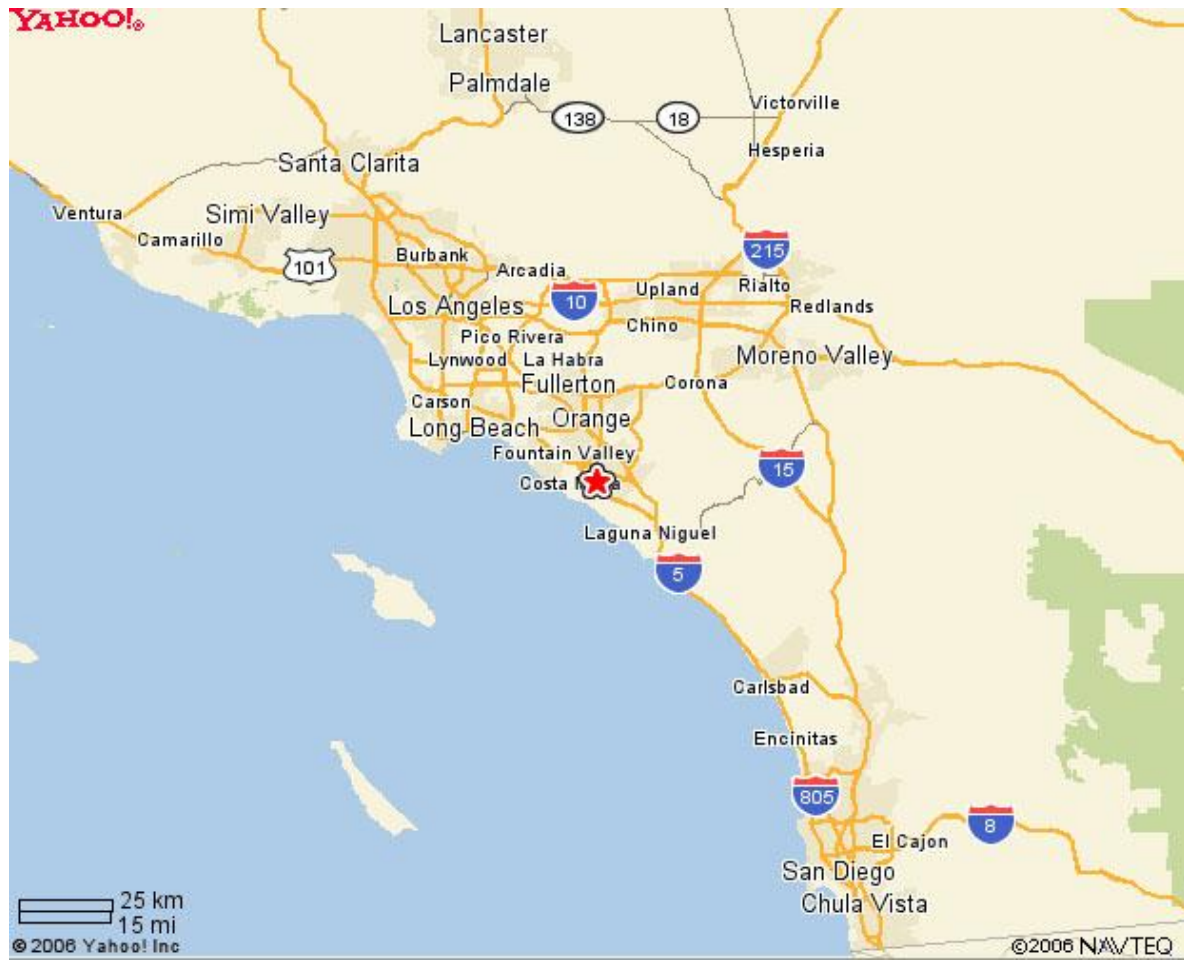 YAHOO!®
Lancaster
Palmdale
138
18
Victorville
Hesperia
Santa Clarita
Ventura
Simi Valley
Camarillo
101
Burbank
Arcadia
215
Los Angeles
10
Upland
Rialto
Redlands
Pico Rivera
Chino
Lynwood
La Habra
Moreno Valley
Fullerton
Corona
Carson
Orange
Long Beach
Fountain Valley
15
Costa
Laguna Niguel
5
Carlsbad
Encinitas
805
8
El Cajon
San Diego
Chula Vista
25 km
15 mi
© 2006 Yahoo! Inc
©2006 NAVTEQ